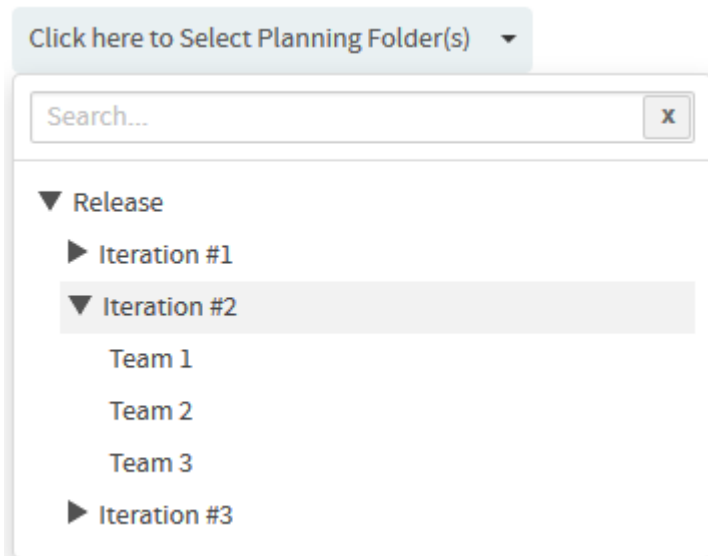 Click here to Select Planning Folder(s)
Search...
x
Release
Iteration #1
Iteration #2
Team 1
Team 2
Team 3
Iteration #3